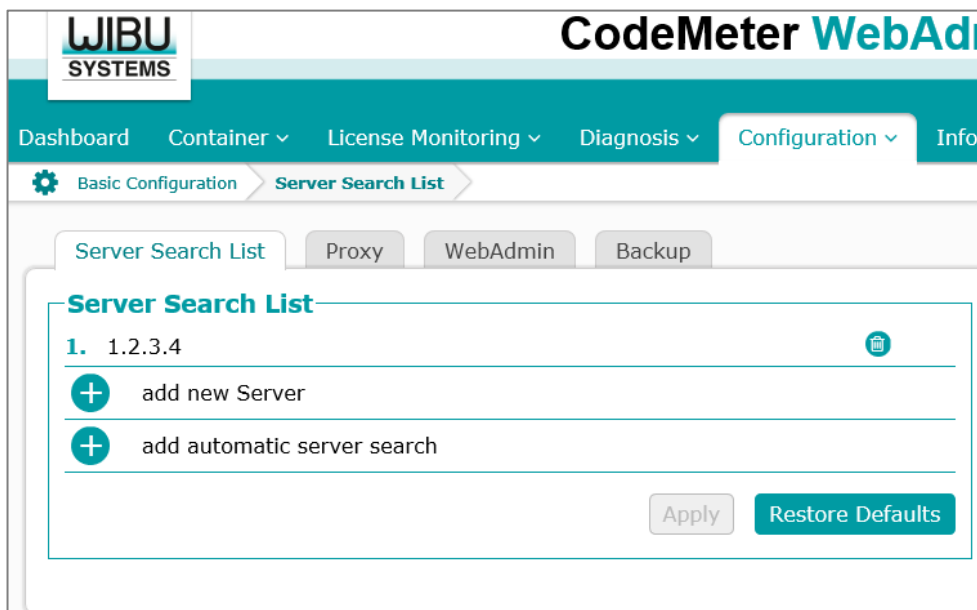 WIBU
SYSTEMS
CodeMeter WebAd
Dashboard Container License Monitoring Diagnosis Configuration Info
Basic Configuration Server Search List
Server Search List Proxy WebAdmin Backup
Server Search List
1. 1.2.3.4
add new Server
add automatic server search
Apply Restore Defaults